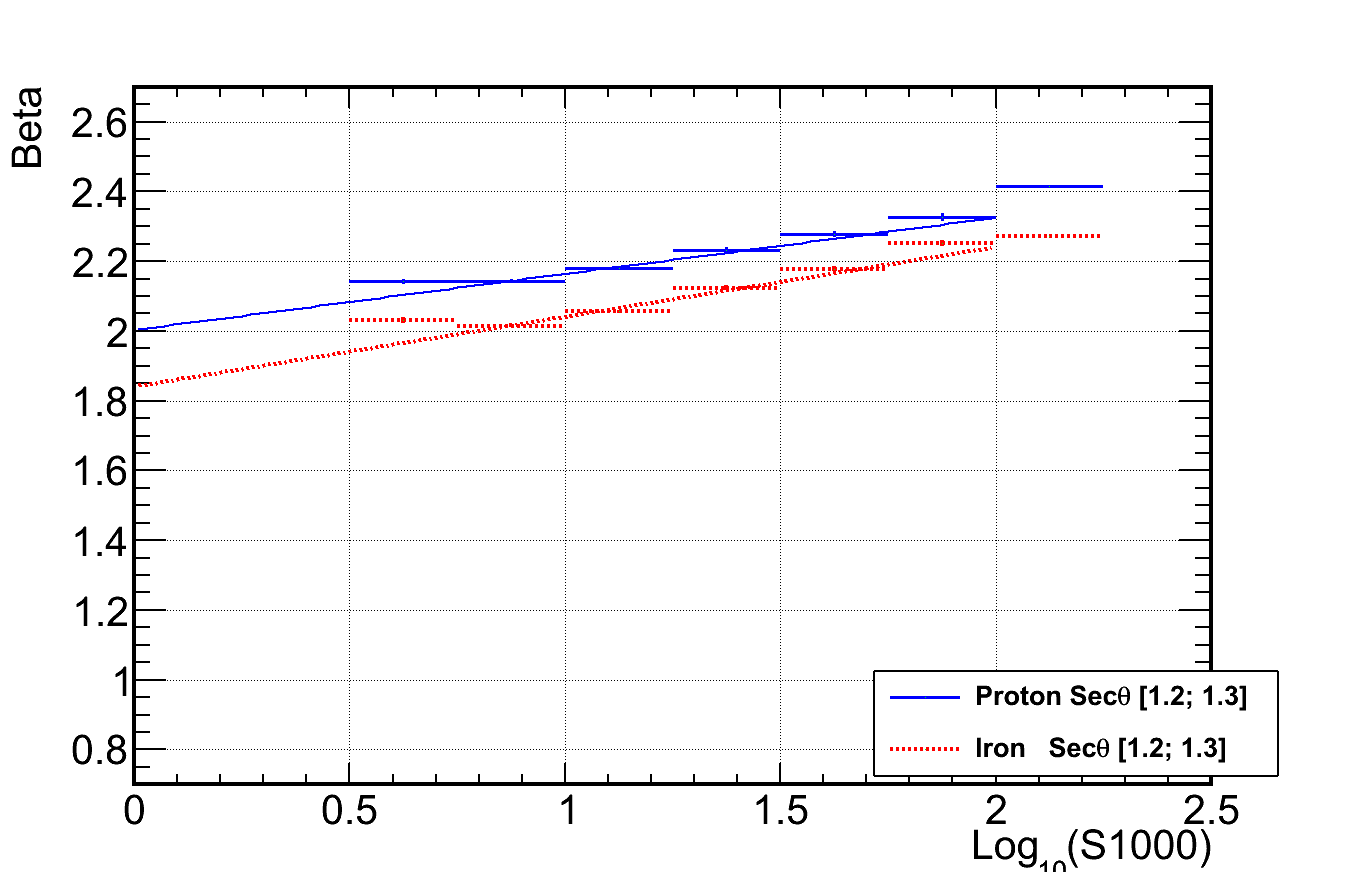 Beta
2.6
2.4
2.2
2
1.8
1.6
1.4
1.2
1
0.8
Proton Secθ [1.2; 1.3]
Iron Secθ [1.2; 1.3]
0 0.5 1 1.5 2 2.5
Log10(S1000)